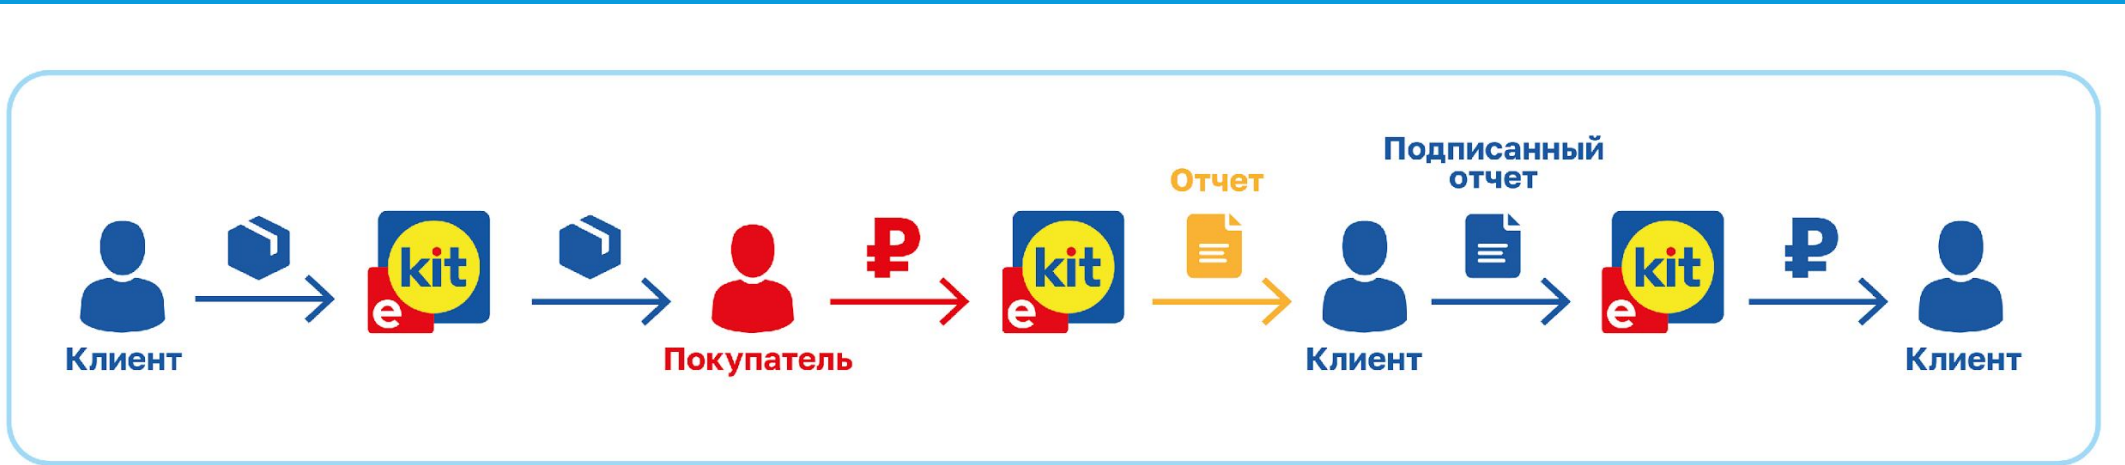 Подписанный
отчет
Отчет
kit
e
kit
e
kit
e
₽
₽
Клиент
Покупатель
Клиент
Клиент